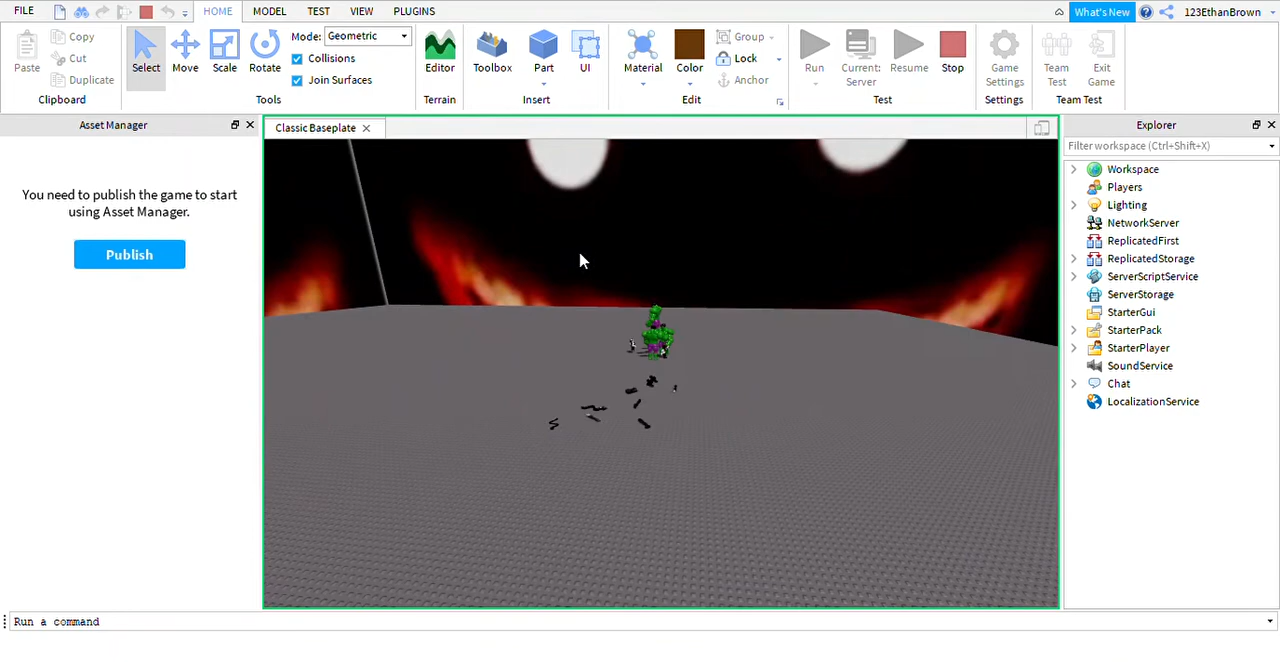 FILE HOME MODEL TEST VIEW PLUGINS What's New 123EthanBrown
Paste Copy Cut Duplicate
Clipboard
Select Move Scale Rotate
Mode: Geometric
Collisions
Join Surfaces
Tools
Editor
Terrain
Toolbox Part UI
Insert
Material Color Group Lock Anchor
Edit
Run Current: Server Resume Stop
Test
Game Settings
Settings
Team Test Exit Game
Team Test
Asset Manager
You need to publish the game to start
using Asset Manager.
Publish
Classic Baseplate
Explorer
Filter workspace (Ctrl+Shift+X)
Workspace
Players
Lighting
NetworkServer
ReplicatedFirst
ReplicatedStorage
ServerScriptService
ServerStorage
StarterGui
StarterPack
StarterPlayer
SoundService
Chat
LocalizationService
Run a command